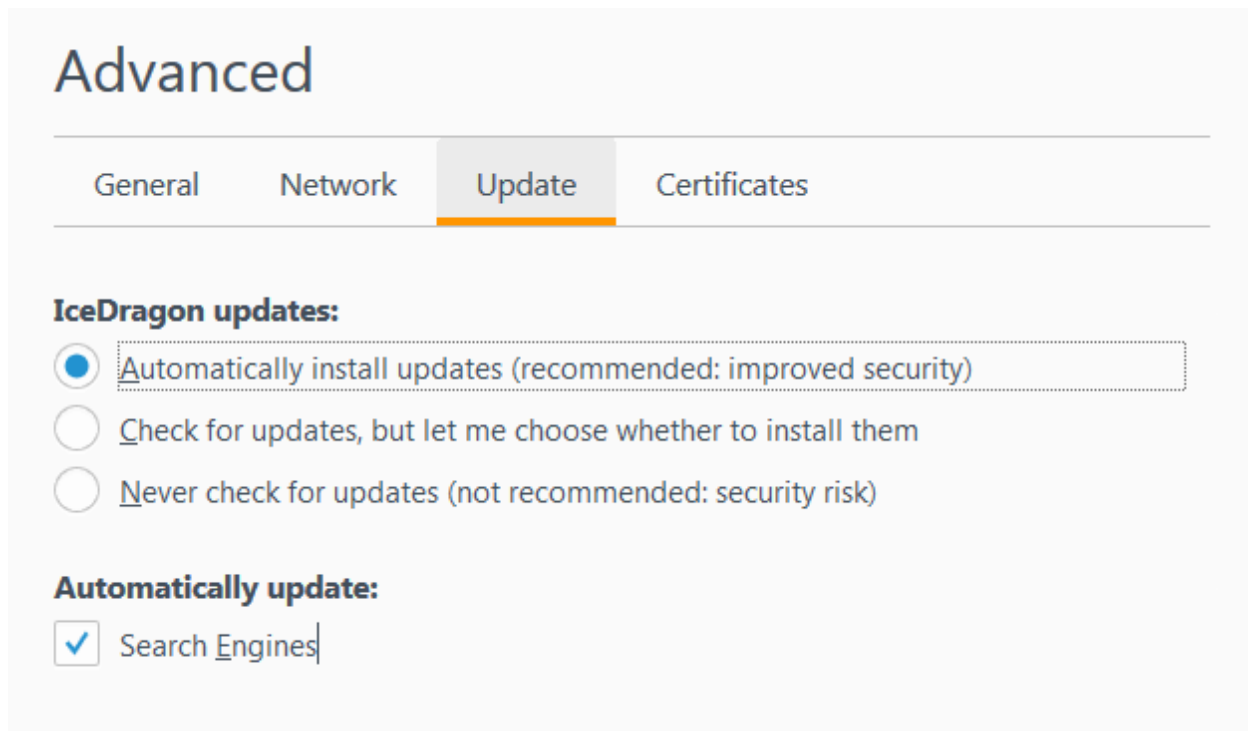 Advanced
General Network Update Certificates
IceDragon updates:
Automatically install updates (recommended: improved security)
Check for updates, but let me choose whether to install them
Never check for updates (not recommended: security risk)
Automatically update:
Search Engines